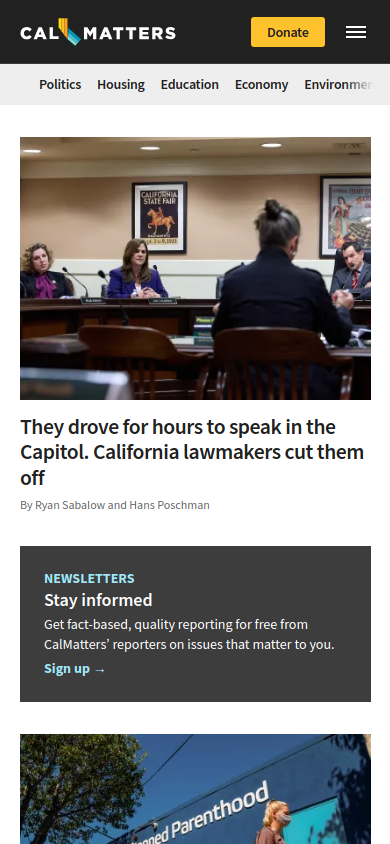 CAL MATTERS
Donate
Politics Housing Education Economy Environmen
CALIFORNIA
STATE FAIR
They drove for hours to speak in the
Capitol. California lawmakers cut them
off
By Ryan Sabalow and Hans Poschman
NEWSLETTERS
Stay informed
Get fact-based, quality reporting for free from
CalMatters’ reporters on issues that matter to you.
Sign up →
Parenthood